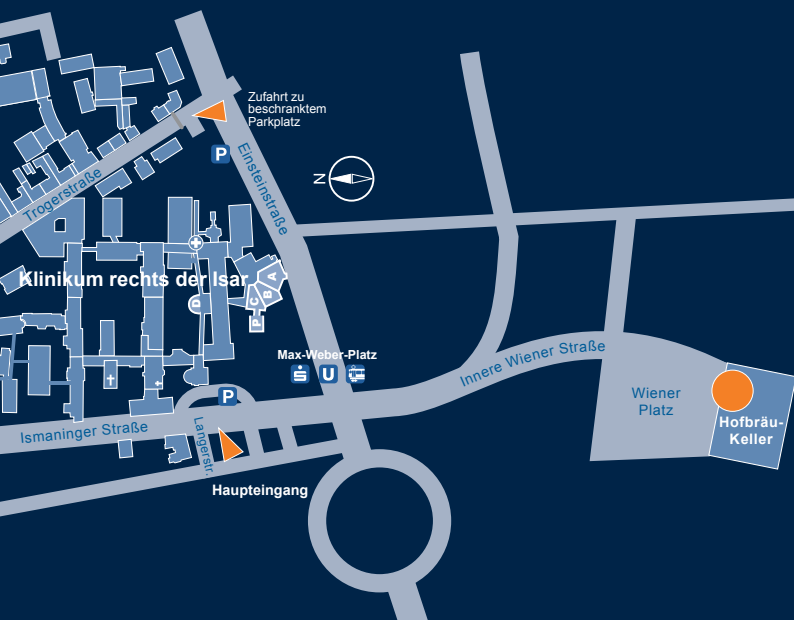 Zufahrt zu
beschranktem
Parkplatz
P
Einsteinstraße
N
Trogerstraße
Klinikum rechts der Isar
A
B
C
D
P
Max-Weber-Platz
S U
Innere Wiener Straße
P
Wiener
Platz
Hofbräu-
Keller
Ismaninger Straße
Langerstr.
Haupteingang